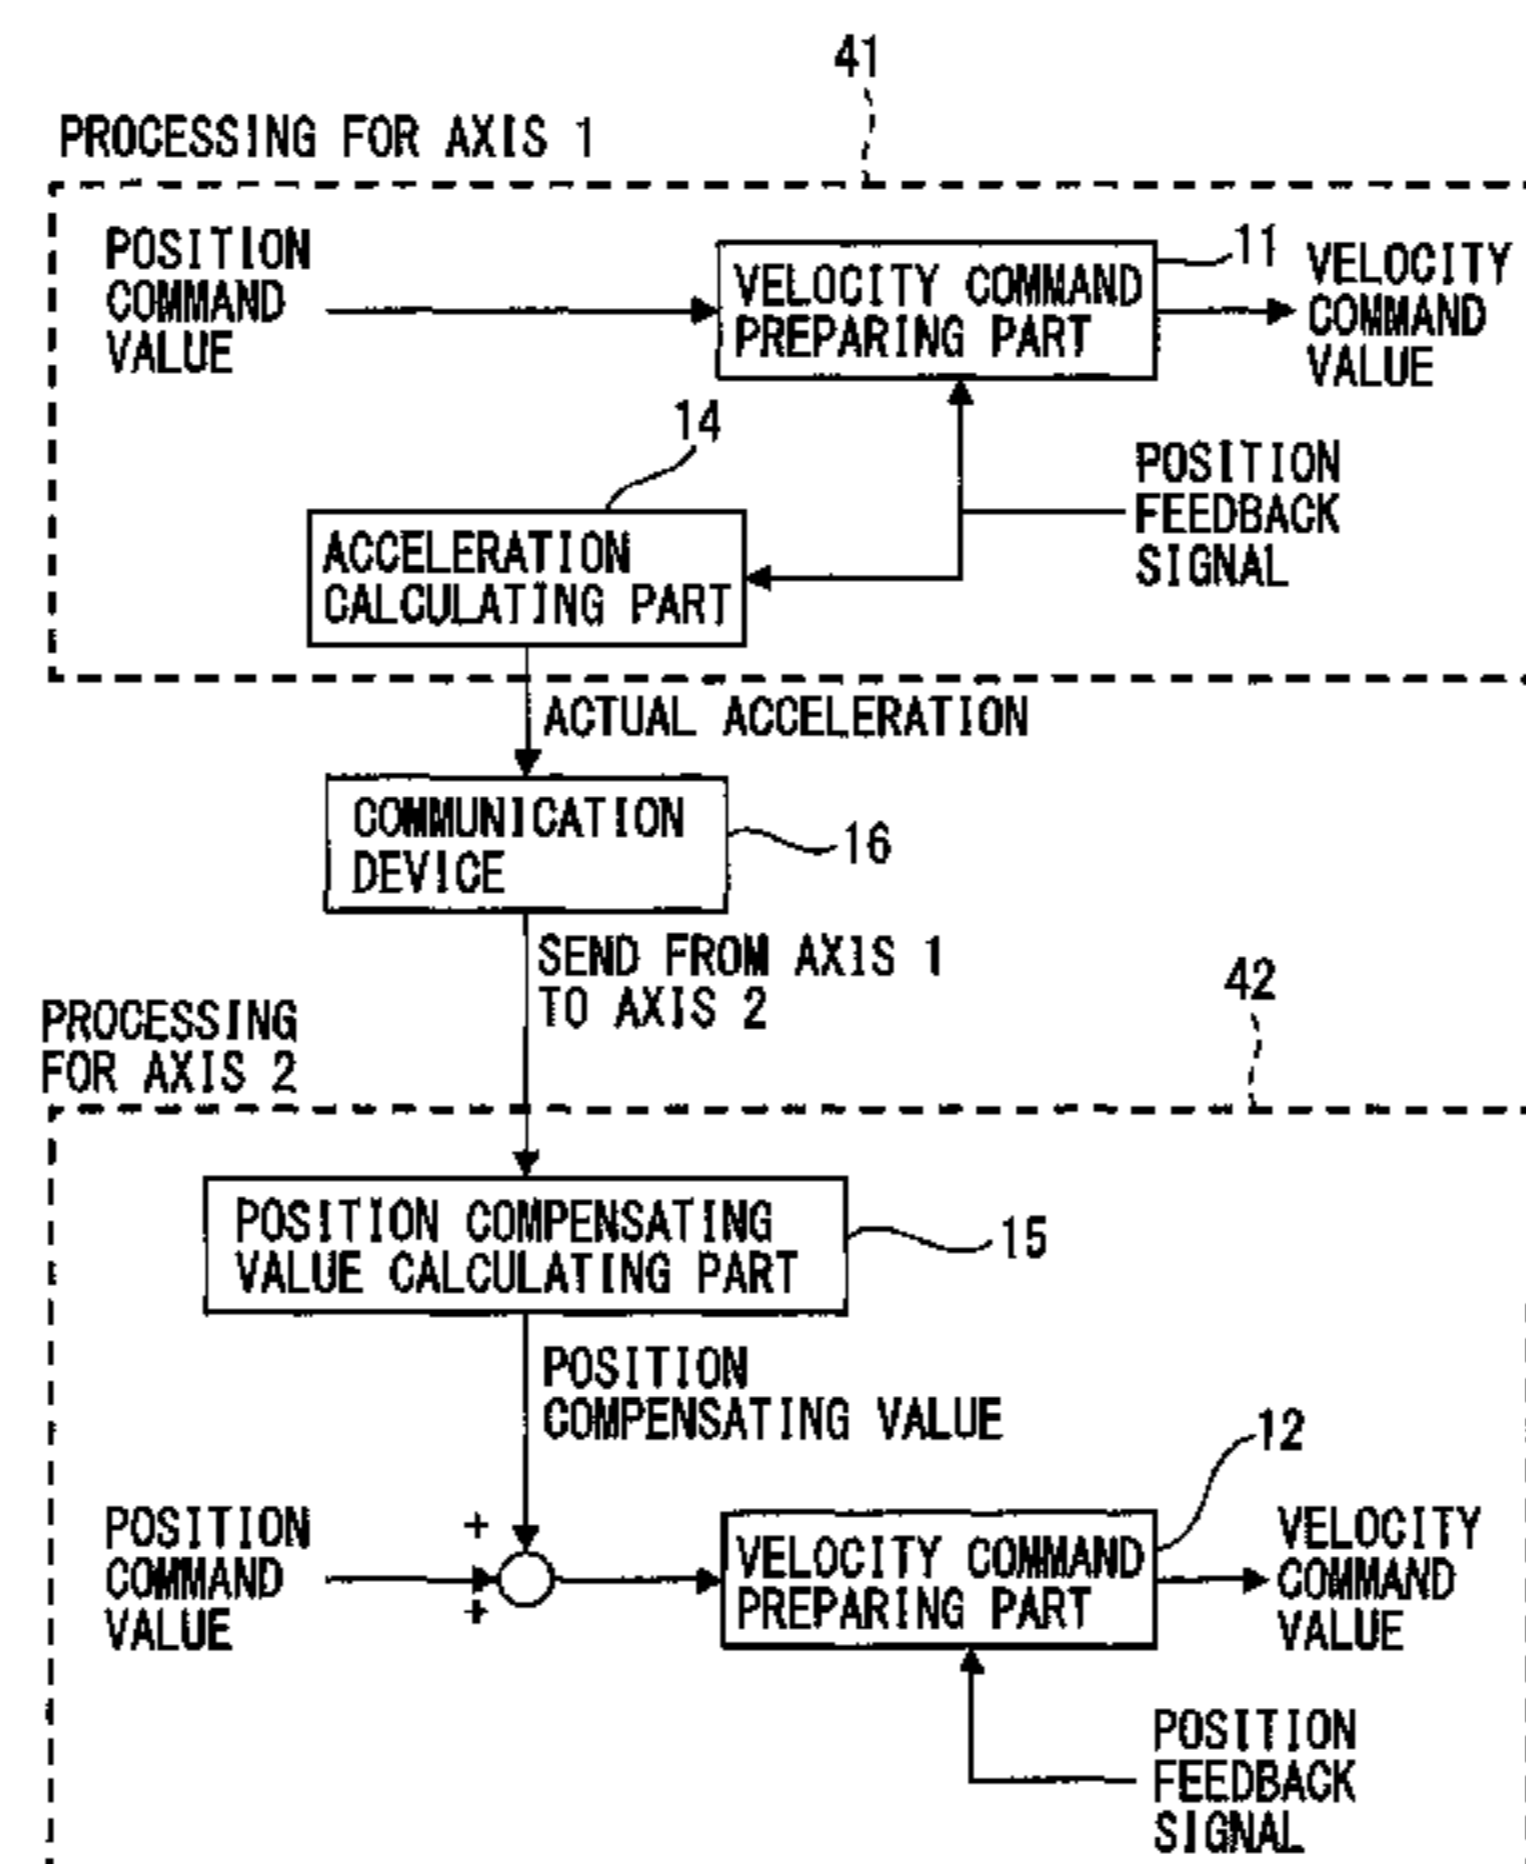 41
PROCESSING FOR AXIS 1
POSITION
COMMAND
VALUE
VELOCITY COMMAND
PREPARING PART
11
VELOCITY
COMMAND
VALUE
14
POSITION
FEEDBACK
SIGNAL
ACCELERATION
CALCULATING PART
ACTUAL ACCELERATION
COMMUNICATION
DEVICE
16
SEND FROM AXIS 1
TO AXIS 2
42
PROCESSING
FOR AXIS 2
POSITION COMPENSATING
VALUE CALCULATING PART
15
POSITION
COMPENSATING VALUE
12
POSITION
COMMAND
VALUE
+
+
VELOCITY COMMAND
PREPARING PART
VELOCITY
COMMAND
VALUE
POSITION
FEEDBACK
SIGNAL